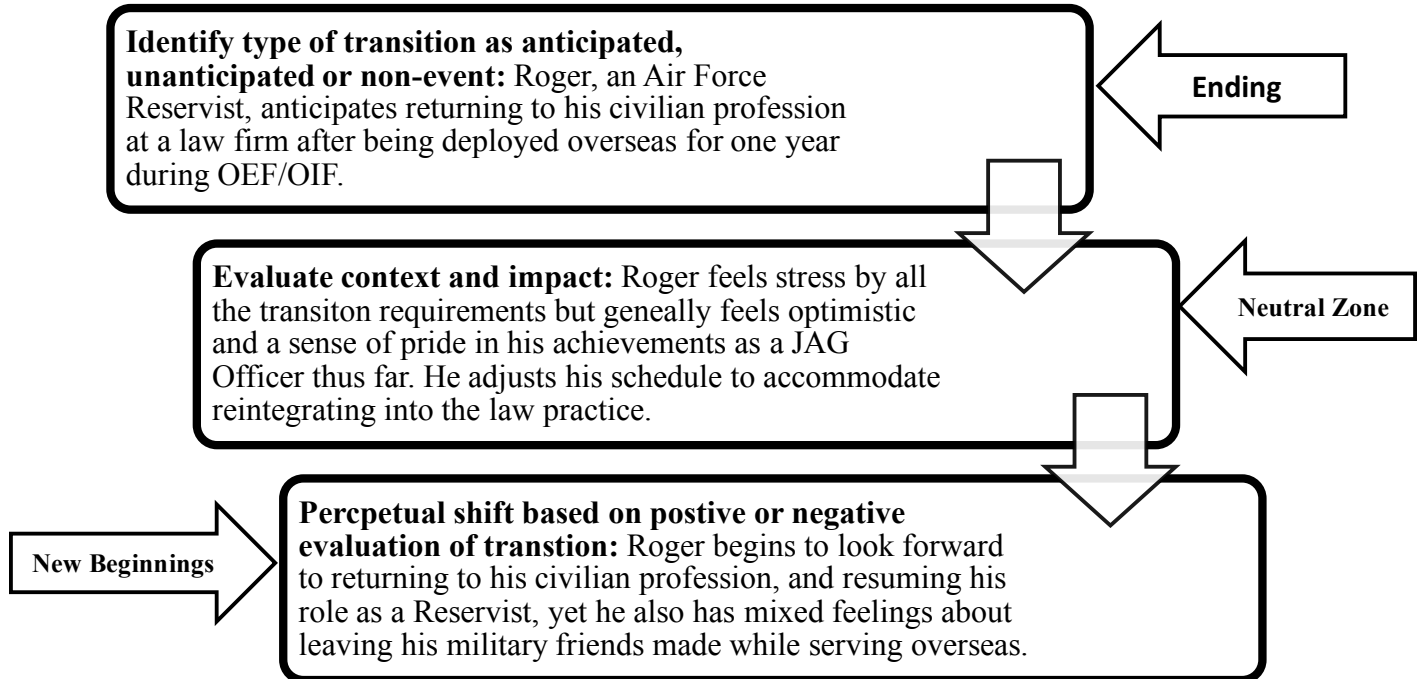 Identify type of transition as anticipated,
unanticipated or non-event: Roger, an Air Force
Reservist, anticipates returning to his civilian profession
at a law firm after being deployed overseas for one year
during OEF/OIF.
Ending
Evaluate context and impact: Roger feels stress by all
the transiton requirements but geneally feels optimistic
and a sense of pride in his achievements as a JAG
Officer thus far. He adjusts his schedule to accommodate
reintegrating into the law practice.
Neutral Zone
New Beginnings
Percpetual shift based on postive or negative
evaluation of transtion: Roger begins to look forward
to returning to his civilian profession, and resuming his
role as a Reservist, yet he also has mixed feelings about
leaving his military friends made while serving overseas.